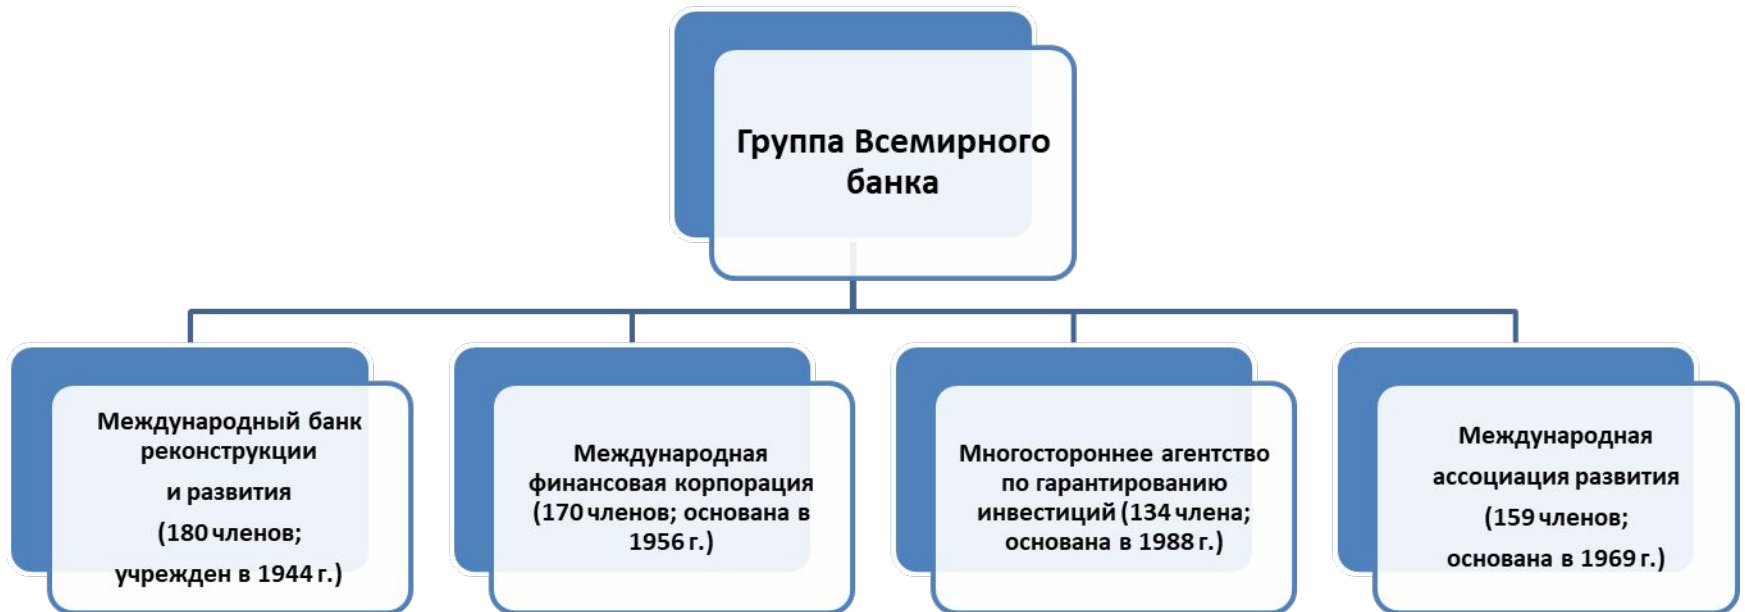 Группа Всемирного
банка
Международный банк
реконструкции
и развития
(180 членов;
учрежден в 1944 г.)
Международная
финансовая корпорация
(170 членов; основана в
1956 г.)
Многостороннее агентство
по гарантированию
инвестиций (134 члена;
основана в 1988 г.)
Международная
ассоциация развития
(159 членов;
основана в 1969 г.)